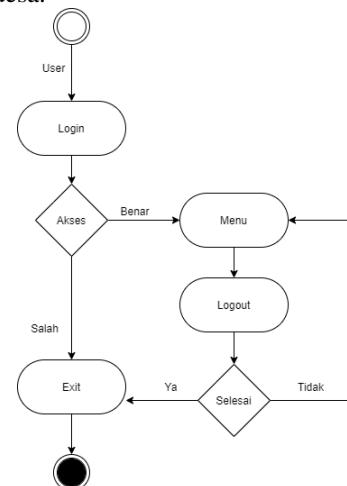 User
Login
Akses
Benar
Menu
Logout
Salah
Exit
Ya
Selesai
Tidak